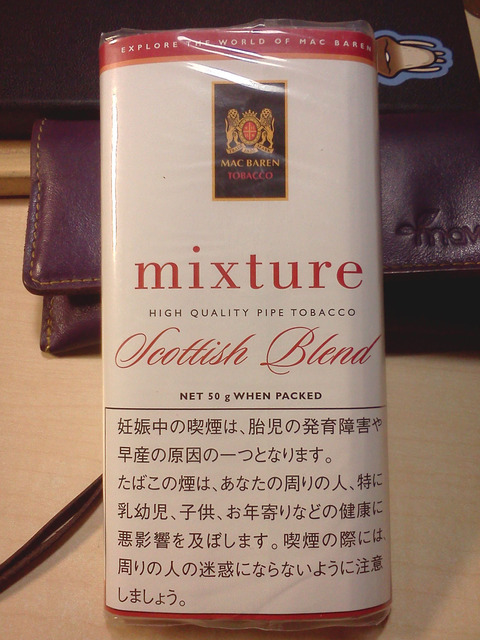 EXPLORE THE WORLD OF MAC BAREN
MAC BAREN
TOBACCO
mixture
HIGH QUALITY PIPE TOBACCO
Scottish Blend
NET 50 g WHEN PACKED
妊娠中の喫煙は、胎児の発育障害や
早産の原因の一つとなります。
たばこの煙は、あなたの周りの人、特に
乳幼児、子供、お年寄りなどの健康に
悪影響を及ぼします。喫煙の際には、
周りの人の迷惑にならないように注意
しましょう。